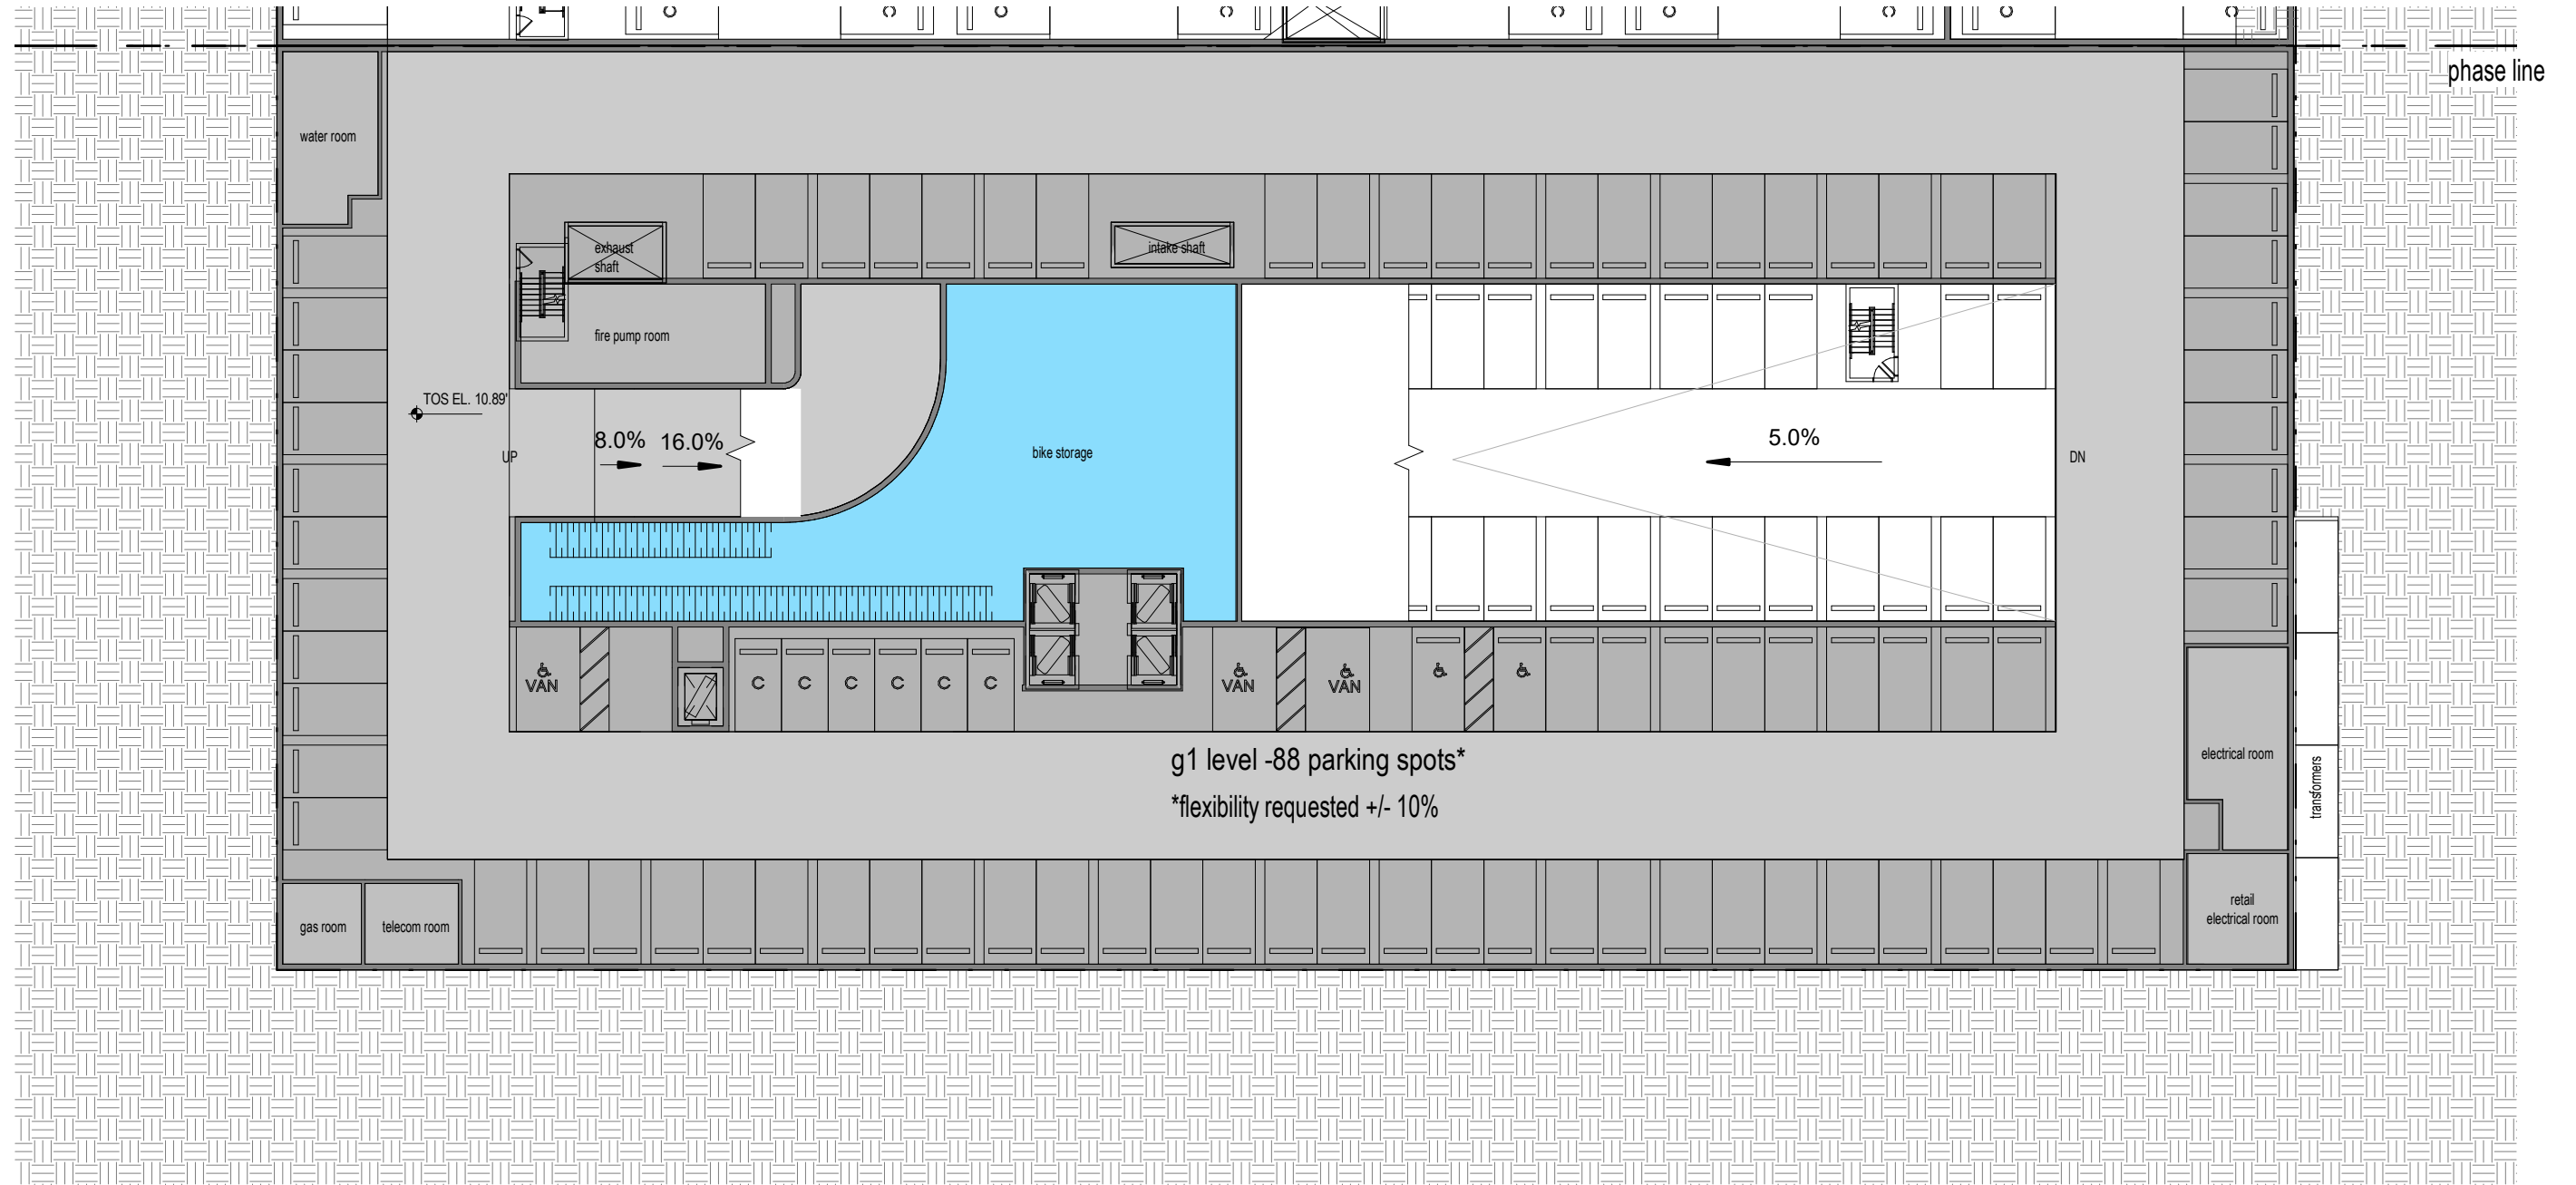 phase line
water room
exhaust
shaft
intake shaft
fire pump room
TOS EL. 10.89'
8.0% 16.0%
5.0%
UP
bike storage
DN
VAN
C C C C C C
VAN
VAN
g1 level -88 parking spots*
*flexibility requested +/- 10%
electrical room
transformers
gas room
telecom room
retail
electrical room